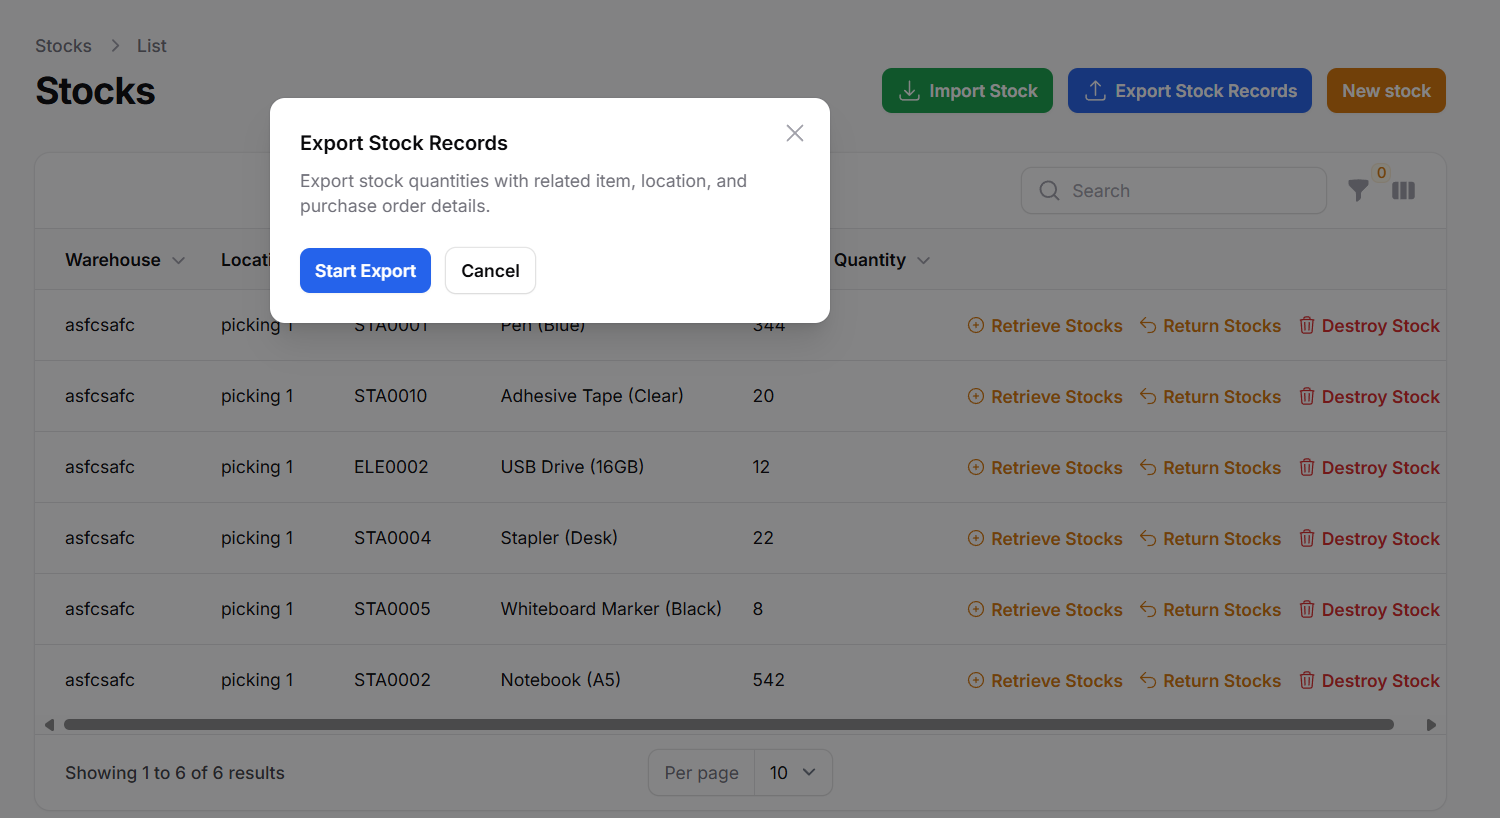 Stocks > List
Stocks
Import Stock
Export Stock Records
New stock
Export Stock Records
Export stock quantities with related item, location, and
purchase order details.
Start Export
Cancel
Search
0
Warehouse Locati Quantity
asfcsafc picking 1 STA0001 Pen (Blue) 344 Retrieve Stocks Return Stocks Destroy Stock
asfcsafc picking 1 STA0010 Adhesive Tape (Clear) 20 Retrieve Stocks Return Stocks Destroy Stock
asfcsafc picking 1 ELE0002 USB Drive (16GB) 12 Retrieve Stocks Return Stocks Destroy Stock
asfcsafc picking 1 STA0004 Stapler (Desk) 22 Retrieve Stocks Return Stocks Destroy Stock
asfcsafc picking 1 STA0005 Whiteboard Marker (Black) 8 Retrieve Stocks Return Stocks Destroy Stock
asfcsafc picking 1 STA0002 Notebook (A5) 542 Retrieve Stocks Return Stocks Destroy Stock
Showing 1 to 6 of 6 results
Per page 10